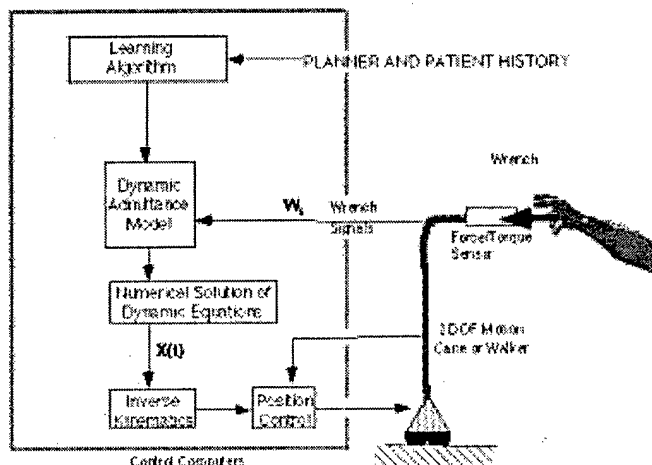 Learning
Algorithm
PLANNER AND PATIENT HISTORY
Dynamic
Admittance
Model
Wrench
Wₛ
Wrench
Signals
Force/Torque
Sensor
Numerical Solution of
Dynamic Equations
X(t)
Inverse
Kinematics
Position
Control
DOF Motion
Cane or Walker
Control Computers